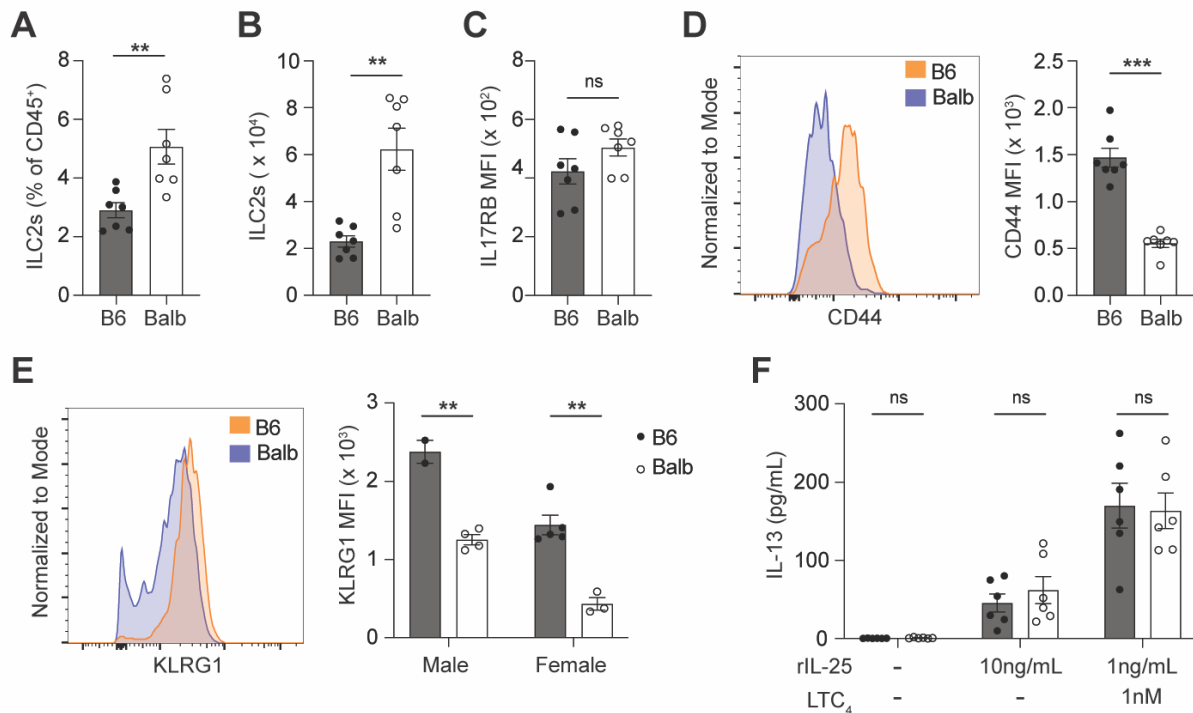 A
ILC2s (% of CD45⁺)
8
6
4
2
0
**
B6 Balb
B
ILC2s ( x 10⁴)
10
8
6
4
2
0
**
B6 Balb
C
IL17RB MFI (x 10²)
8
6
4
2
0
ns
B6 Balb
D
Normalized to Mode
B6
Balb
CD44
CD44 MFI (x 10³)
2.5
2.0
1.5
1.0
0.5
0.0
***
B6 Balb
E
Normalized to Mode
B6
Balb
KLRG1
KLRG1 MFI (x 10³)
3
2
1
0
** **
B6
Balb
Male Female
F
IL-13 (pg/mL)
300
200
100
0
ns ns ns
rIL-25 - 10ng/mL 1ng/mL
LTC₄ - - 1nM